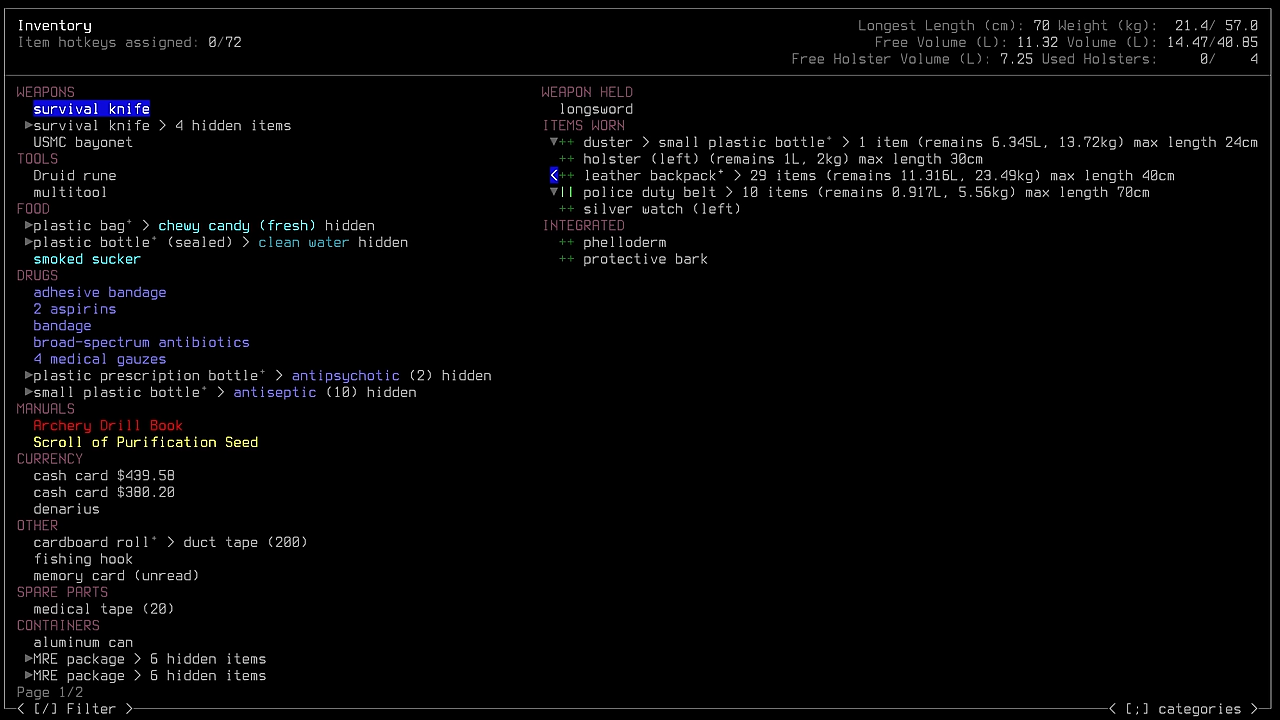 Inventory
Item hotkeys assigned: 0/72
Longest Length (cm): 70 Weight (kg): 21.4/ 57.0
Free Volume (L): 11.32 Volume (L): 14.47/40.85
Free Holster Volume (L): 7.25 Used Holsters: 0/ 4
WEAPONS
survival knife
▶survival knife > 4 hidden items
USMC bayonet
TOOLS
Druid rune
multitool
FOOD
▶plastic bag⁺ > chewy candy (fresh) hidden
▶plastic bottle⁺ (sealed) > clean water hidden
smoked sucker
DRUGS
adhesive bandage
2 aspirins
bandage
broad-spectrum antibiotics
4 medical gauzes
▶plastic prescription bottle⁺ > antipsychotic (2) hidden
▶small plastic bottle⁺ > antiseptic (10) hidden
MANUALS
Archery Drill Book
Scroll of Purification Seed
CURRENCY
cash card $439.58
cash card $380.20
denarius
OTHER
cardboard roll⁺ > duct tape (200)
fishing hook
memory card (unread)
SPARE PARTS
medical tape (20)
CONTAINERS
aluminum can
▶MRE package > 6 hidden items
▶MRE package > 6 hidden items
Page 1/2
WEAPON HELD
longsword
ITEMS WORN
▼++ duster > small plastic bottle⁺ > 1 item (remains 6.345L, 13.72kg) max length 24cm
++ holster (left) (remains 1L, 2kg) max length 30cm
<++ leather backpack⁺ > 29 items (remains 11.316L, 23.49kg) max length 40cm
▼|| police duty belt > 10 items (remains 0.917L, 5.56kg) max length 70cm
++ silver watch (left)
INTEGRATED
++ phelloderm
++ protective bark
< [/] Filter >
< [;] categories >